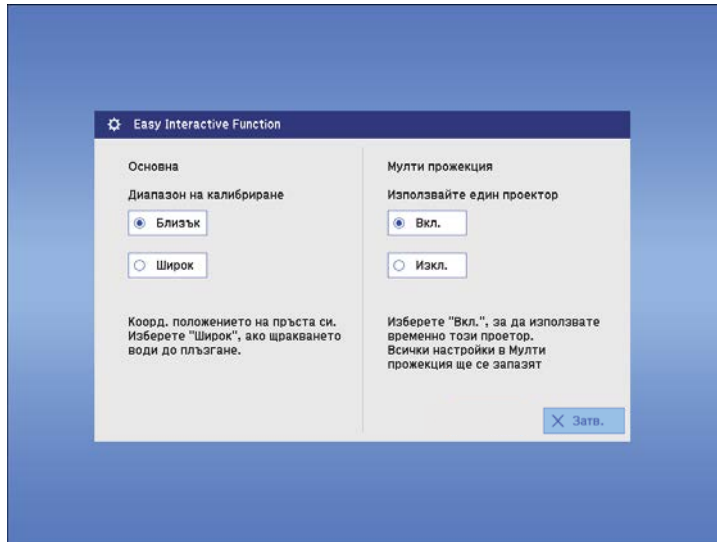 Easy Interactive Function
Основна
Диапазон на калибриране
Близък
Широк
Коорд. положението на пръста си.
Изберете "Широк", ако щракването
води до плъзгане.
Мулти прожекция
Използвайте един проектор
Вкл.
Изкл.
Изберете "Вкл.", за да използвате
временно този проетор.
Всички настройки в Мулти
прожекция ще се запазят
Затв.